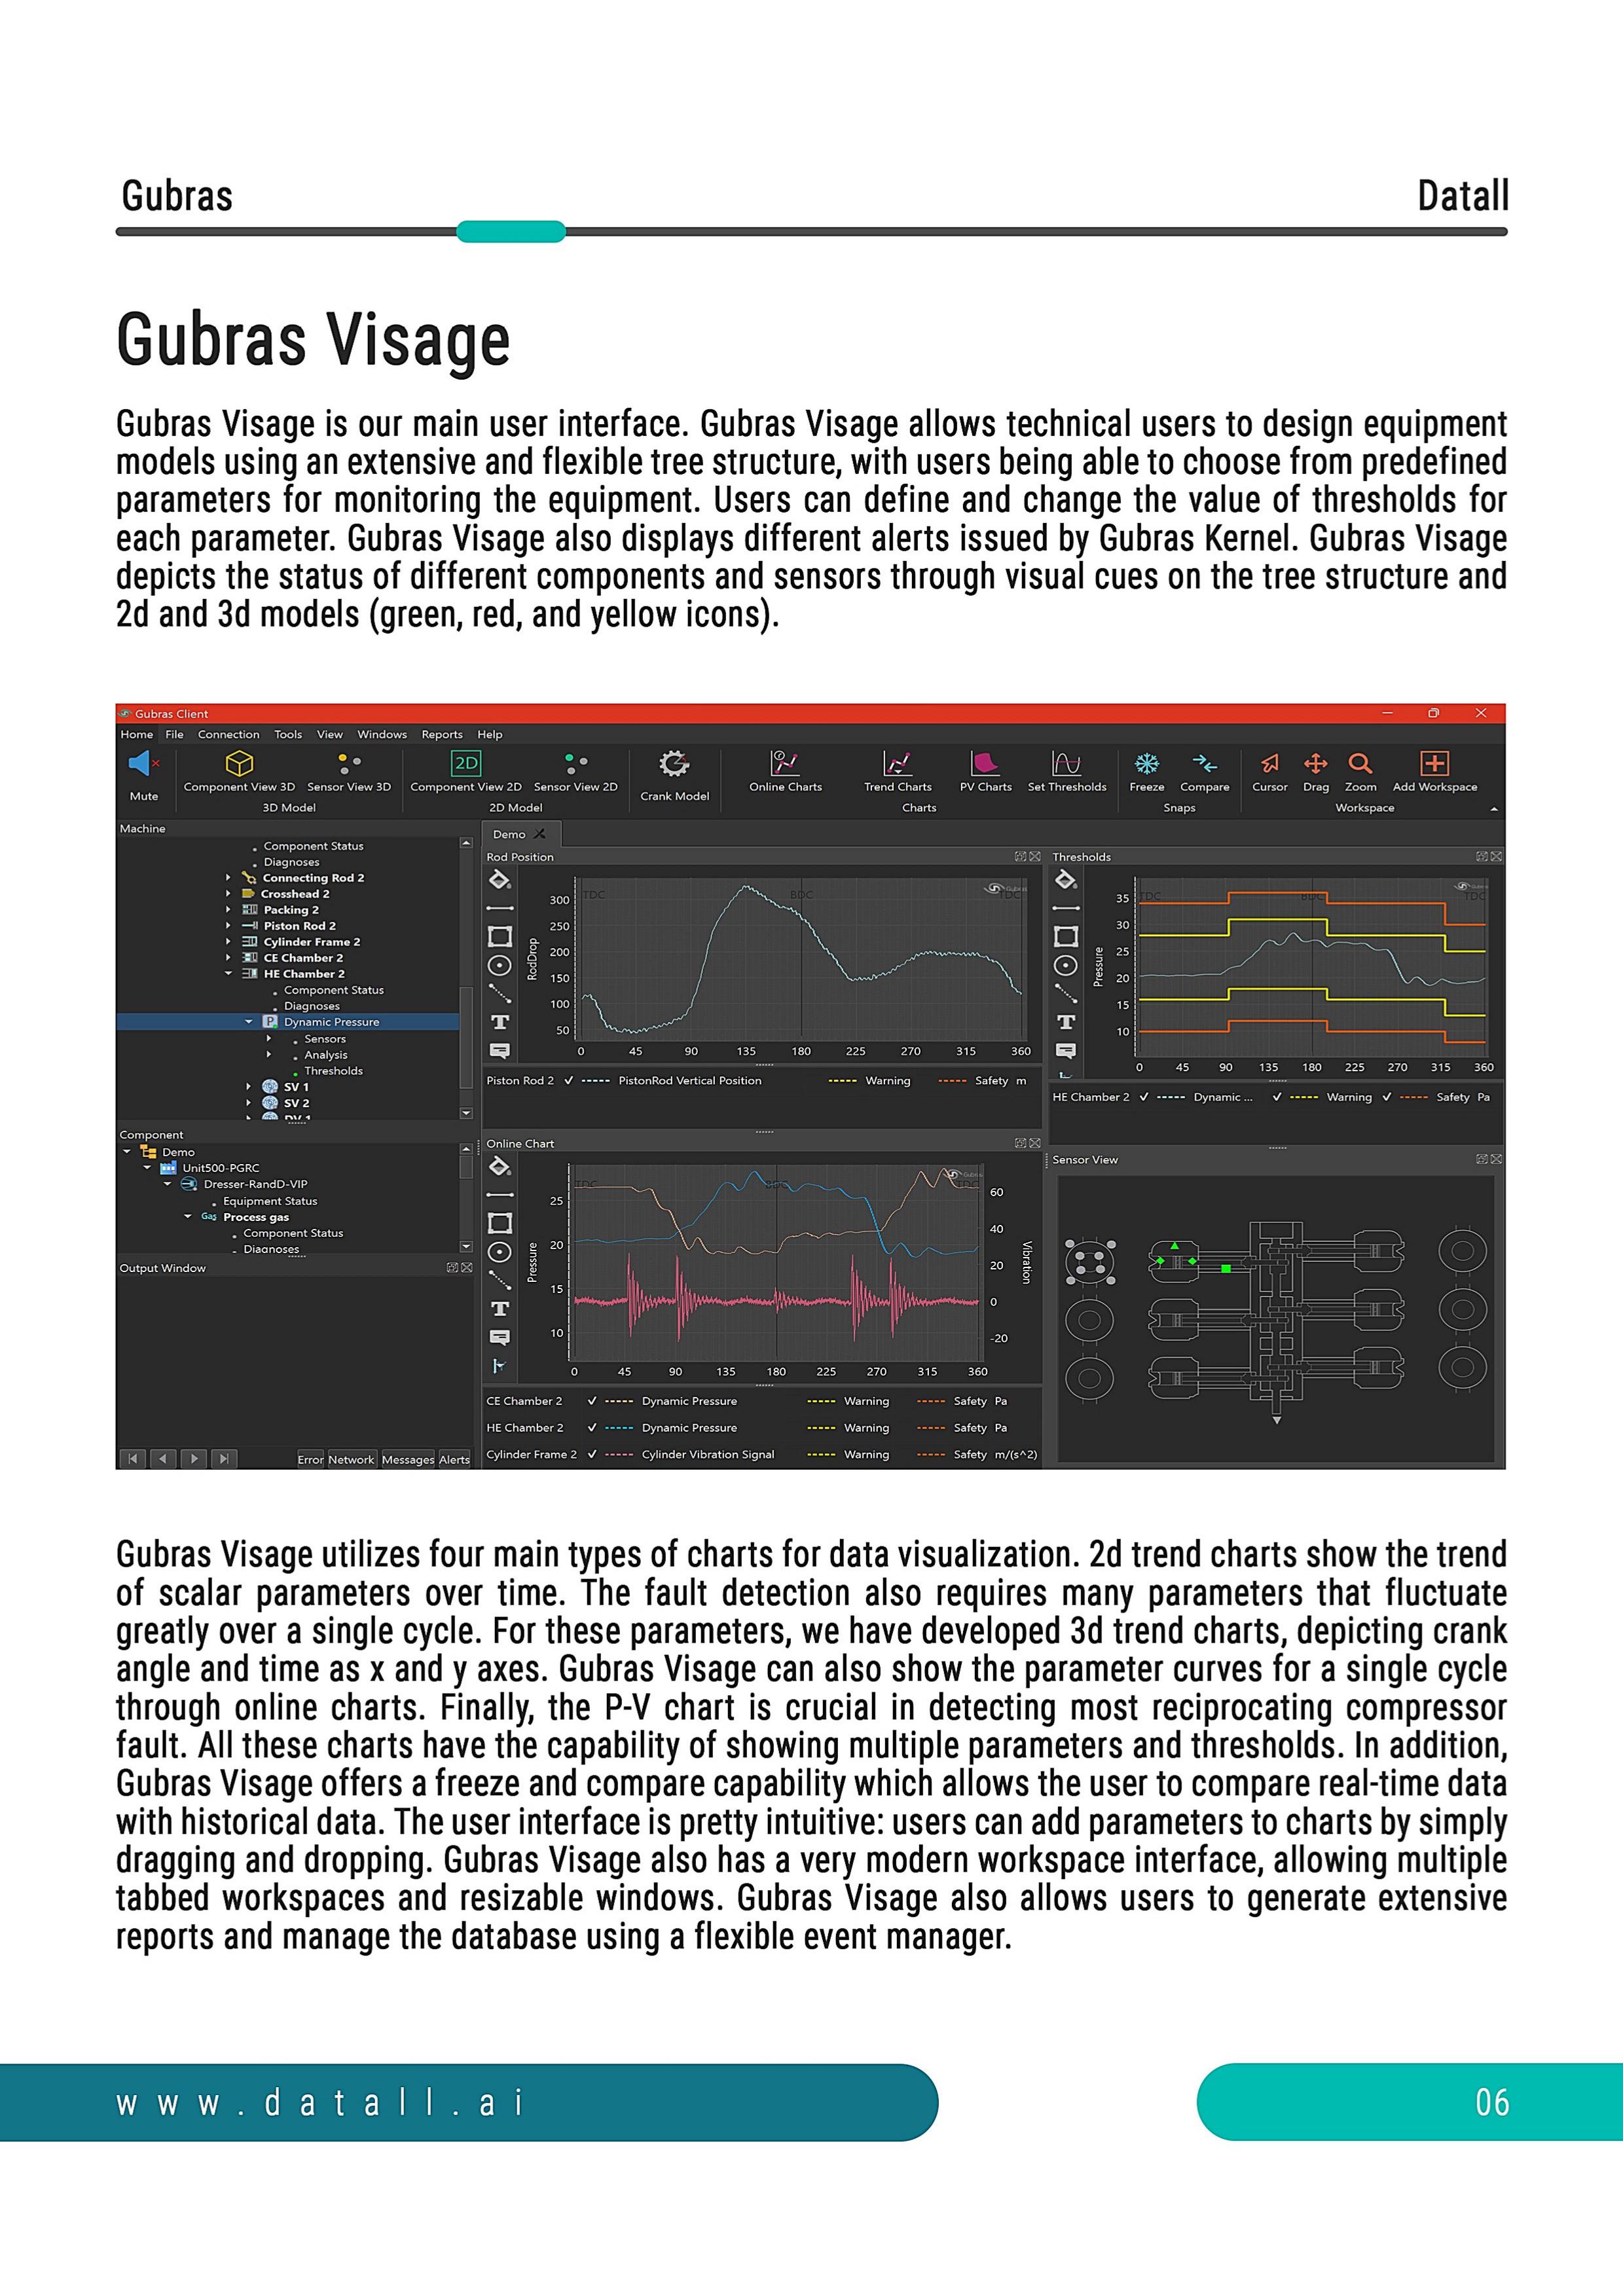 Gubras
Datall
Gubras Visage
Gubras Visage is our main user interface. Gubras Visage allows technical users to design equipment
models using an extensive and flexible tree structure, with users being able to choose from predefined
parameters for monitoring the equipment. Users can define and change the value of thresholds for
each parameter. Gubras Visage also displays different alerts issued by Gubras Kernel. Gubras Visage
depicts the status of different components and sensors through visual cues on the tree structure and
2d and 3d models (green, red, and yellow icons).
Gubras Client
Home File Connection Tools View Windows Reports Help
2D
Mute
Component View 3D Sensor View 3D
3D Model
Component View 2D Sensor View 2D
2D Model
Crank Model
Online Charts Trend Charts PV Charts Set Thresholds
Charts
Freeze Compare
Snaps
Cursor Drag Zoom Add Workspace
Workspace
Machine
Component Status
Diagnoses
Connecting Rod 2
Crosshead 2
Packing 2
Piston Rod 2
Cylinder Frame 2
CE Chamber 2
HE Chamber 2
Component Status
Diagnoses
P Dynamic Pressure
Sensors
Analysis
Thresholds
SV 1
SV 2
DV 1
Component
Demo
Unit500-PGRC
Dresser-RandD-VIP
Equipment Status
Gas Process gas
Component Status
Diagnoses
Output Window
Error Network Messages Alerts
Demo
Rod Position
RodDrop
300
250
200
150
100
50
TDC BDC TDC
0 45 90 135 180 225 270 315 360
Piston Rod 2 PistonRod Vertical Position Warning Safety m
Thresholds
Pressure
35
30
25
20
15
10
TDC BDC TDC
0 45 90 135 180 225 270 315 360
HE Chamber 2 Dynamic ... Warning Safety Pa
Online Chart
Pressure
25
20
15
10
TDC BDC TDC
60
40
20
0
-20
Vibration
0 45 90 135 180 225 270 315 360
CE Chamber 2 Dynamic Pressure Warning Safety Pa
HE Chamber 2 Dynamic Pressure Warning Safety Pa
Cylinder Frame 2 Cylinder Vibration Signal Warning Safety m/(s^2)
Sensor View
Gubras Visage utilizes four main types of charts for data visualization. 2d trend charts show the trend
of scalar parameters over time. The fault detection also requires many parameters that fluctuate
greatly over a single cycle. For these parameters, we have developed 3d trend charts, depicting crank
angle and time as x and y axes. Gubras Visage can also show the parameter curves for a single cycle
through online charts. Finally, the P-V chart is crucial in detecting most reciprocating compressor
fault. All these charts have the capability of showing multiple parameters and thresholds. In addition,
Gubras Visage offers a freeze and compare capability which allows the user to compare real-time data
with historical data. The user interface is pretty intuitive: users can add parameters to charts by simply
dragging and dropping. Gubras Visage also has a very modern workspace interface, allowing multiple
tabbed workspaces and resizable windows. Gubras Visage also allows users to generate extensive
reports and manage the database using a flexible event manager.
www.datall.ai
06